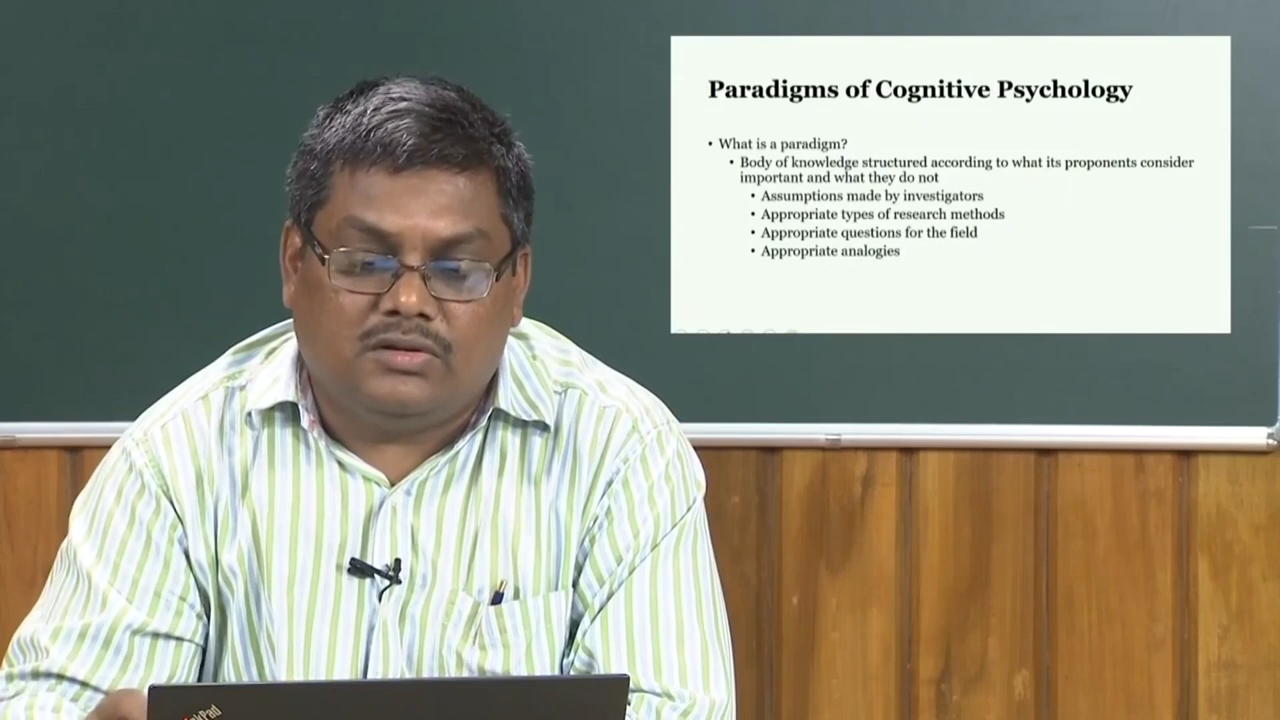 Paradigms of Cognitive Psychology
• What is a paradigm?
• Body of knowledge structured according to what its proponents consider
important and what they do not
• Assumptions made by investigators
• Appropriate types of research methods
• Appropriate questions for the field
• Appropriate analogies